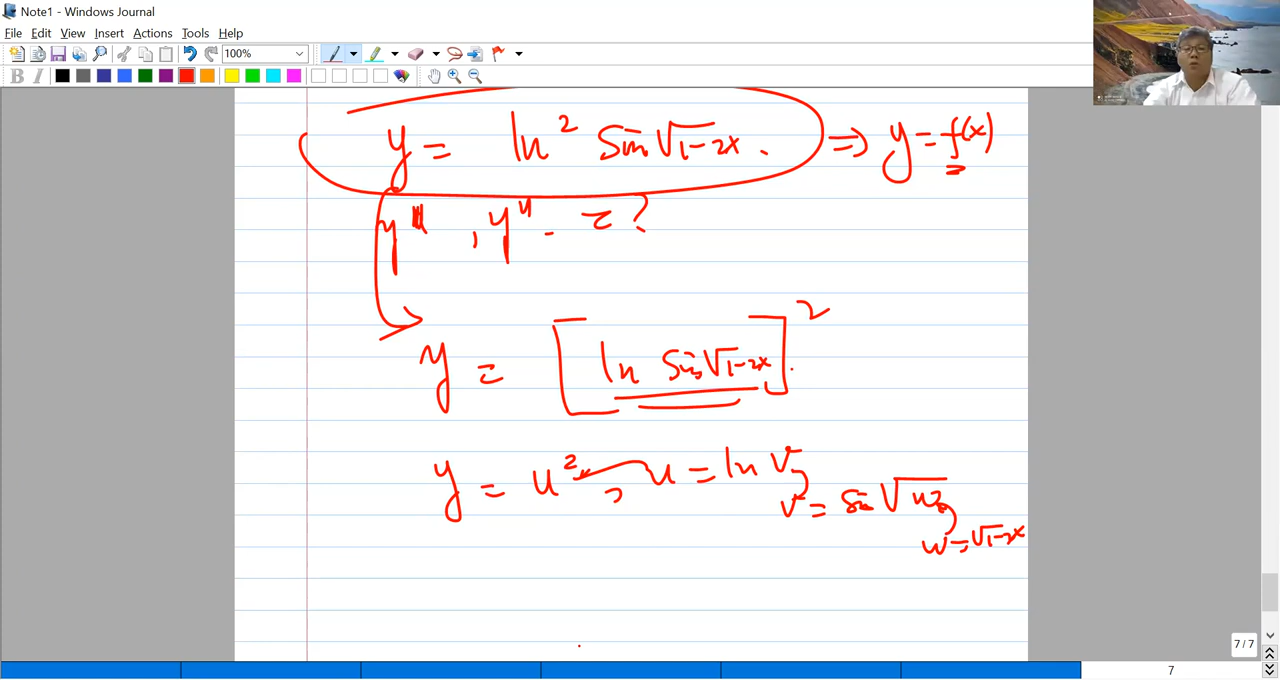 Note1 - Windows Journal
File Edit View Insert Actions Tools Help
100%
B I
y = ln² sin √1-2x . ⇒ y = f(x)
y'' , y'' = ?
y = [ ln sin √1-2x ]² .
y = u² , u = ln v
v = sin √w
w = √1-2x
7 / 7
7